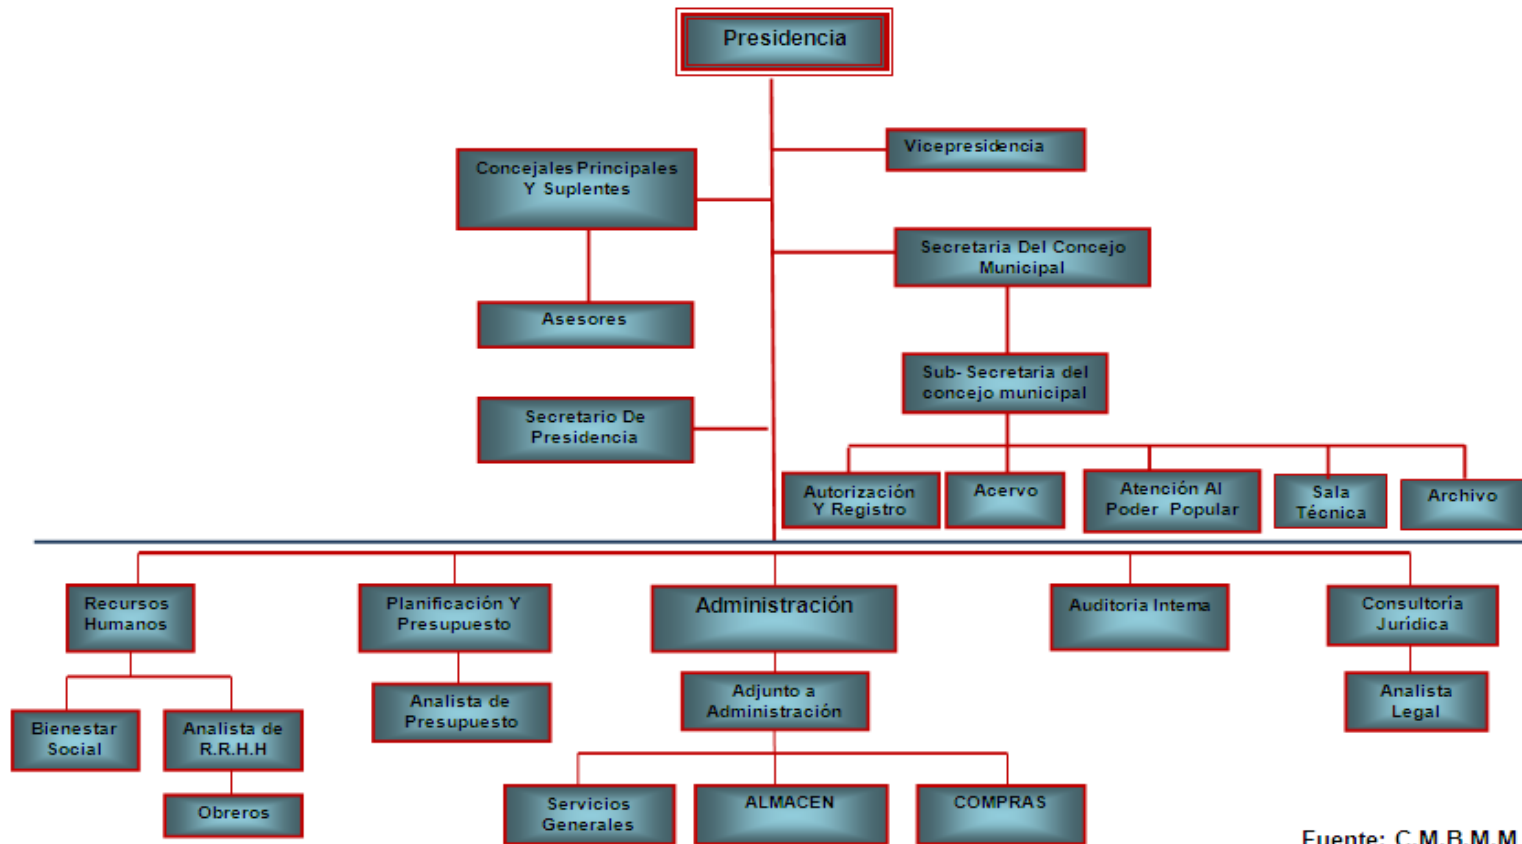 Presidencia
Vicepresidencia
Concejales Principales
Y Suplentes
Secretaria Del Concejo
Municipal
Asesores
Sub- Secretaria del
concejo municipal
Secretario De
Presidencia
Autorización
Y Registro
Acervo
Atención Al
Poder Popular
Sala
Técnica
Archivo
Recursos
Humanos
Planificación Y
Presupuesto
Administración
Auditoria Interna
Consultoría
Jurídica
Bienestar
Social
Analista de
R.R.H.H
Analista de
Presupuesto
Adjunto a
Administración
Analista
Legal
Obreros
Servicios
Generales
ALMACEN
COMPRAS
Fuente: C.M.B.M.M